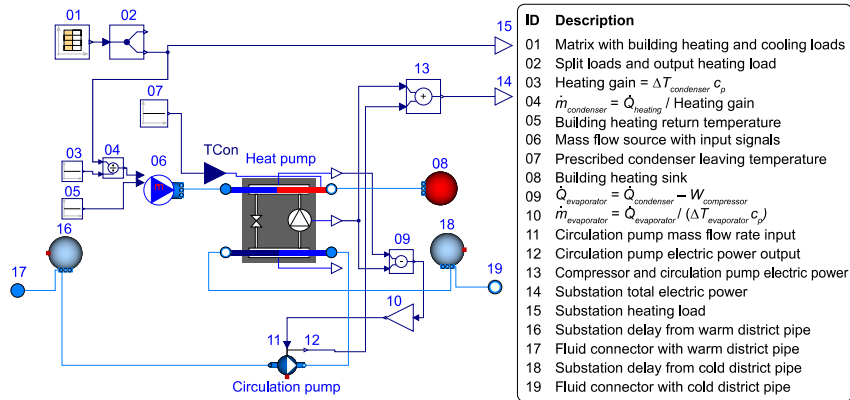 01
02
15
ID Description
01 Matrix with building heating and cooling loads
02 Split loads and output heating load
03 Heating gain = ΔT_condenser c_p
04 ṁ_condenser = Q̇_heating / Heating gain
05 Building heating return temperature
06 Mass flow source with input signals
07 Prescribed condenser leaving temperature
08 Building heating sink
09 Q̇_evaporator = Q̇_condenser − W_compressor
10 ṁ_evaporator = Q̇_evaporator / (ΔT_evaporator c_p)
11 Circulation pump mass flow rate input
12 Circulation pump electric power output
13 Compressor and circulation pump electric power
14 Substation total electric power
15 Substation heating load
16 Substation delay from warm district pipe
17 Fluid connector with warm district pipe
18 Substation delay from cold district pipe
19 Fluid connector with cold district pipe
13
14
07
TCon
Heat pump
03
04
06
m
08
05
16
18
09
17
19
10
11
12
Circulation pump